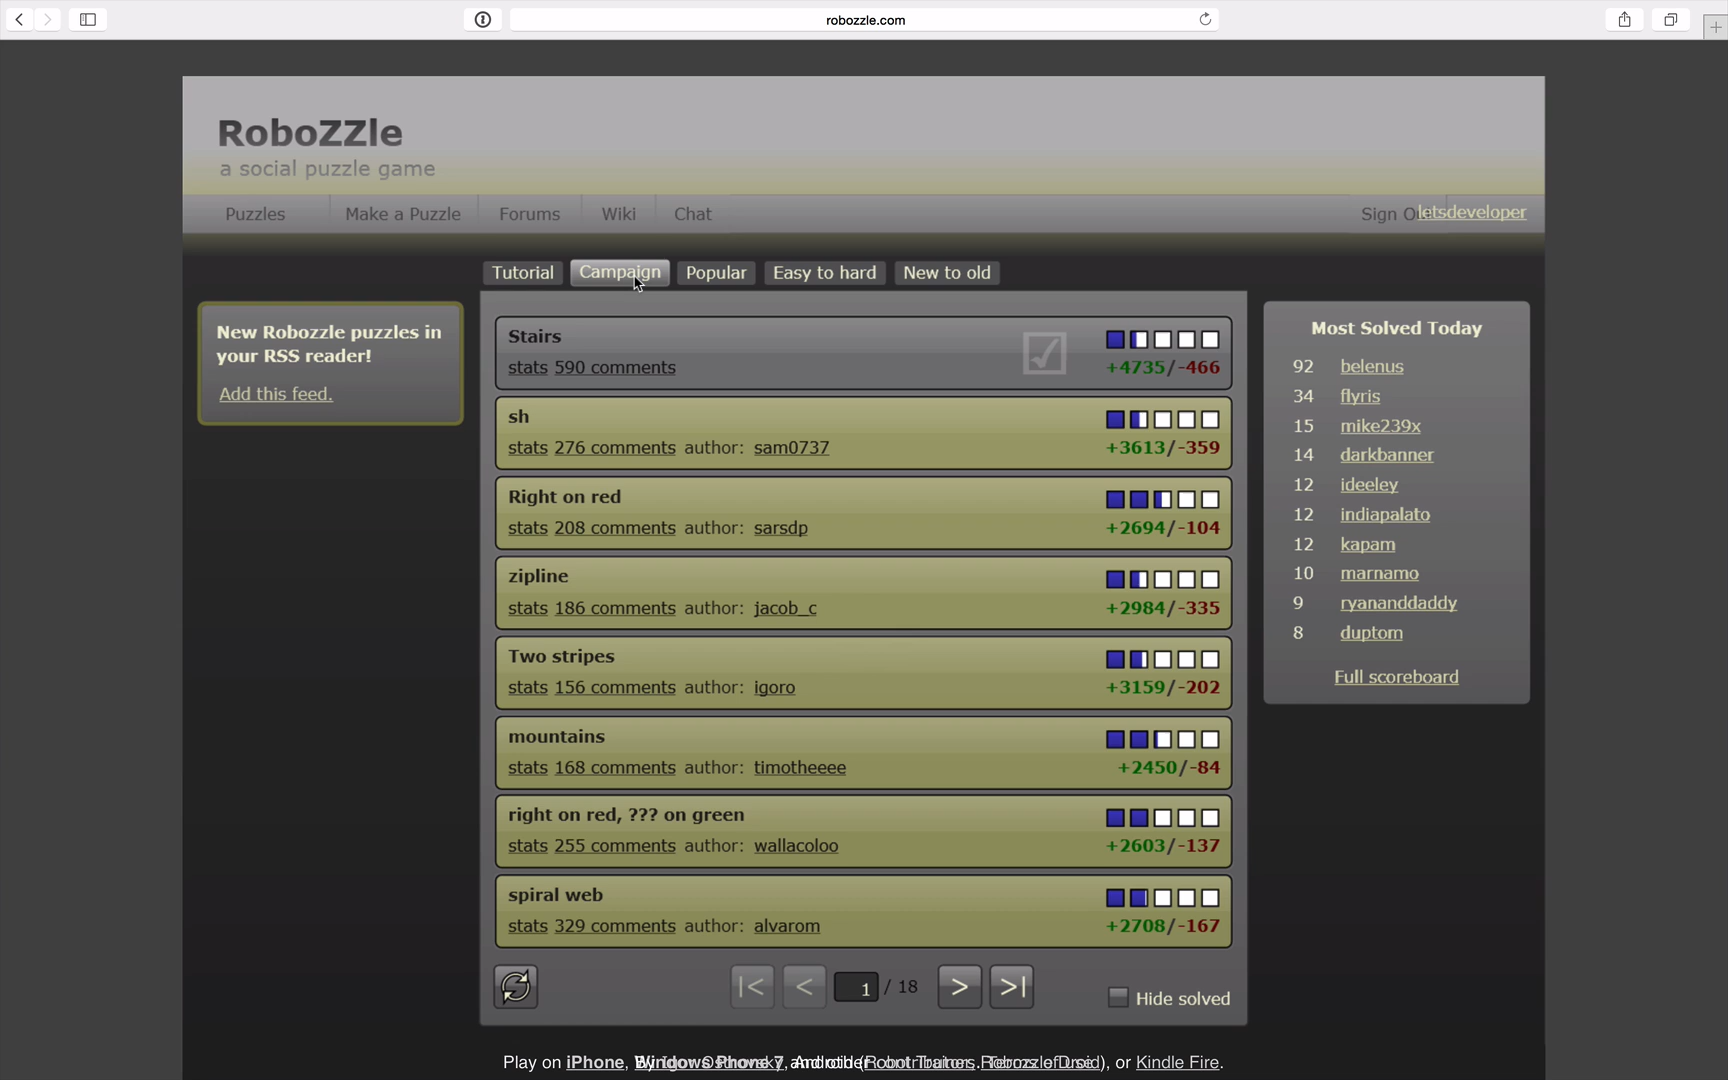 robozzle.com
RoboZZle
a social puzzle game
Puzzles Make a Puzzle Forums Wiki Chat Sign letsdeveloper
Tutorial Campaign Popular Easy to hard New to old
New Robozzle puzzles in
your RSS reader!
Add this feed.
Stairs
stats 590 comments +4735/-466
sh
stats 276 comments author: sam0737 +3613/-359
Right on red
stats 208 comments author: sarsdp +2694/-104
zipline
stats 186 comments author: jacob_c +2984/-335
Two stripes
stats 156 comments author: igoro +3159/-202
mountains
stats 168 comments author: timotheeee +2450/-84
right on red, ??? on green
stats 255 comments author: wallacoloo +2603/-137
spiral web
stats 329 comments author: alvarom +2708/-167
|< < 1 / 18 > >| Hide solved
Most Solved Today
92 belenus
34 flyris
15 mike239x
14 darkbanner
12 ideeley
12 indiapalato
12 kapam
10 marnamo
9 ryananddaddy
8 duptom
Full scoreboard
Play on iPhone, Windows Phone 7, or Kindle Fire.